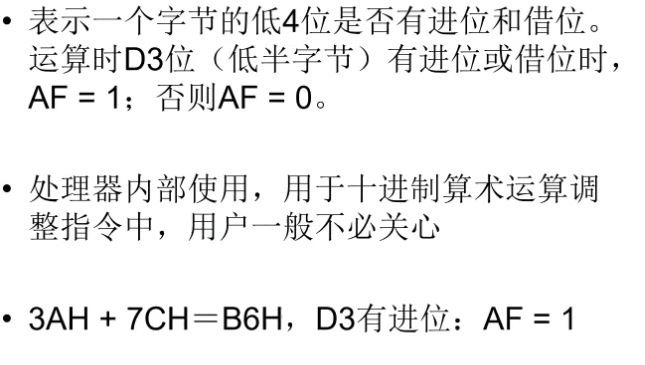 • 表示一个字节的低4位是否有进位和借位。
运算时D3位（低半字节）有进位或借位时，
AF = 1；否则AF = 0。
• 处理器内部使用，用于十进制算术运算调
整指令中，用户一般不必关心
• 3AH + 7CH＝B6H，D3有进位：AF = 1